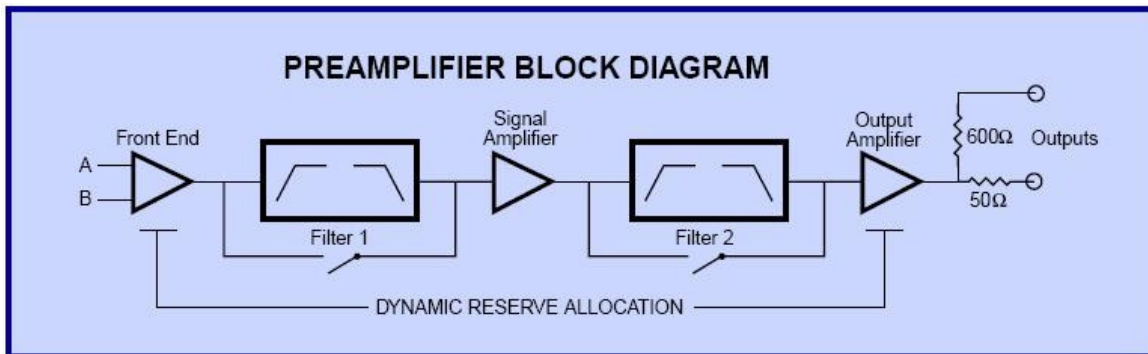 PREAMPLIFIER BLOCK DIAGRAM
Front End
A
B
Filter 1
Signal
Amplifier
Filter 2
Output
Amplifier
600Ω
Outputs
50Ω
DYNAMIC RESERVE ALLOCATION